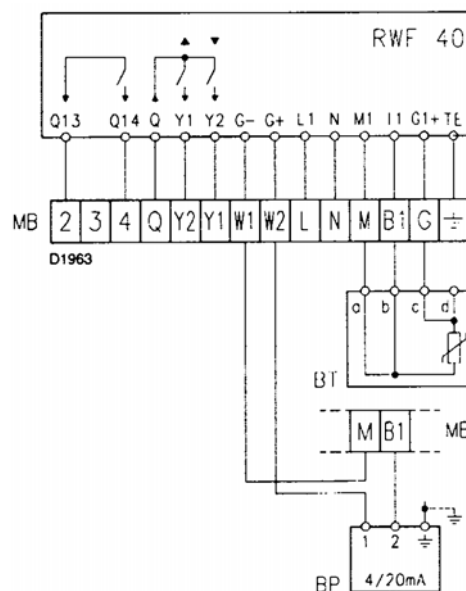 RWF 40
Q13 Q14 Q Y1 Y2 G- G+ L1 N M1 I1 G1+ TE
MB 2 3 4 Q Y2 Y1 W1 W2 L N M B1 G
D1963
a b c d
BT
M B1 MB
1 2
BP 4/20mA